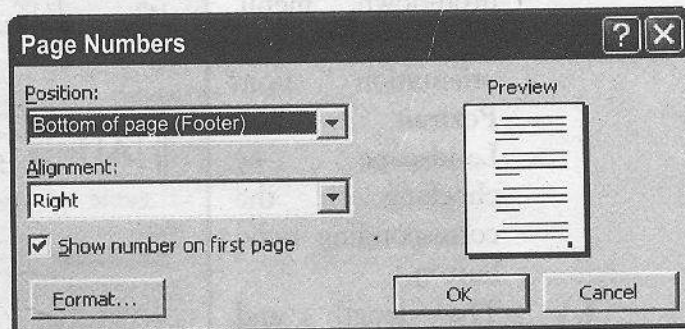 Page Numbers
Position:
Bottom of page (Footer)
Alignment:
Right
Show number on first page
Format...
Preview
OK
Cancel